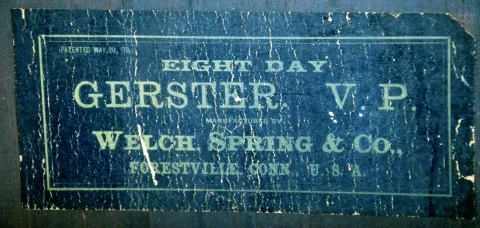 PATENTED MAY, 20, '79.
EIGHT DAY
GERSTER. V. P.
MANUFACTURED BY
WELCH, SPRING & CO.,
FORESTVILLE, CONN., U. S. A.